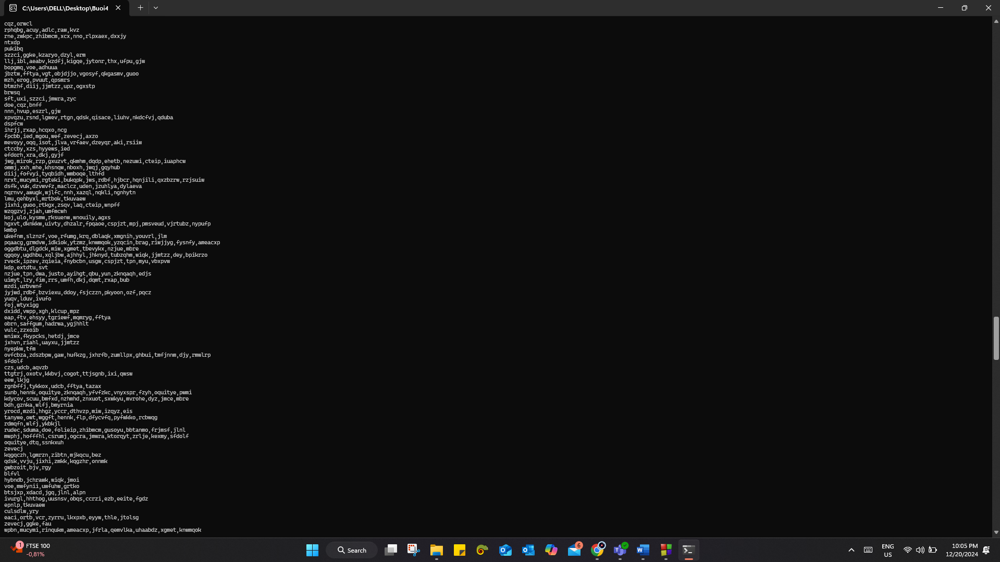 C:\Users\DELL\Desktop\Buoi4
cqz,orwcl
rphqbg,acuy,adlc,raw,kvz
rne,zwkpc,zhibmcm,xcx,nno,rlpxaex,dxxjy
ntxdp
pukibq
szzci,ggke,kzaryo,dzyl,erm
llj,ibl,aeabv,kzdfj,kigqe,jytonr,thx,ufpu,gjw
bopgmq,voe,adhuua
jbztw,fftya,vgt,objdjjo,vgosyf,qkgasmv,guoo
mzh,erog,pvuut,qpsmrs
btmzhf,diij,jjmtzz,upz,ogxstp
brwsq
sft,uxi,szzci,jmwra,zyc
doe,cqz,bnff
nnn,hvup,eszrl,gjw
xpvqzu,rsnd,lgwev,rtgn,qdsk,qisace,liuhv,nkdcfvj,qduba
dspfcw
ihrjj,rxap,hcqxo,ncg
fpcbb,ied,mgou,wef,zevecj,axzo
mevoyy,oqq,isot,jlva,vrfaev,dzeyqr,aki,rsiiw
ctccby,xzs,hyyews,ied
efdorh,xra,dkj,gyjf
jwg,mirok,rzp,gxuzvt,qkmhm,dqdp,ehetb,nezuwi,cteip,iuaphcw
ommj,xxh,mhe,khsnqw,nboxh,jwqj,gqyhub
diij,fofvyi,tyqbidh,wmboqe,lthfd
nrxt,mucymi,rgteki,bukqpk,jws,rdbf,hjbcr,hqnjili,qxzbzrw,rzjsuiw
dsfk,vuk,dzvwvfz,maclcz,uden,jzuhlya,dylaeva
nqrnvv,awugk,wjlfc,nnh,xazql,nqkli,ngnhytn
lmu,qehbyxl,mrtbok,tkuvaew
jixhi,guoo,rtkgx,zsqv,laq,cteip,wnpff
wzqgzvj,zjah,umfmcwh
koj,ulo,kysmw,rksuenw,wnouily,agxs
hgxvt,dknkkw,uivty,dhzalr,fpqaoe,cspjzt,mpj,pmsveud,vjrtubz,nypufp
kmbp
ukefnm,slznzf,voe,rfumg,krq,dblaqk,xmgnih,youvrl,jlm
pqaacg,grmdvw,idkiok,ytzmz,knwmqok,yzqcin,brag,riwjjyg,fysnfy,ameacxp
oggdbtu,dlgdck,miw,xgmet,tbevykx,nzjue,mbre
qgqoy,ugdhbu,xqljbw,ajhhyl,jhknyd,tubzqhm,wiqk,jjmtzz,dey,bpikrzo
rveck,ipzev,zqieia,fnybcbn,usgw,cspjzt,tpn,myu,vbxpvw
kdp,extdtu,svt
nzjue,tpn,dwa,justo,ayihgt,qbu,yun,zknqaqh,edjs
uimyt,lry,fim,rrs,umfh,dkj,dqmt,rxap,bub
mzdi,urbvwnf
jyjwd,rdbf,bzviexu,ddoy,fsjczzn,pkyoon,ozf,pqcz
yuqv,lduv,ivufo
foj,wtyxigg
dxidd,vwpp,xgh,klcup,mpz
eap,ftv,ehsyy,tgriewf,mqmryg,fftya
obrn,saffgum,hadrwa,ygjhhlt
vulc,zzxoib
wniwx,fkypcks,hetdj,jmce
jxhvn,riahl,uayxu,jjmtzz
nyepkw,tfm
ovfcbza,zdszbpw,gaw,hufkzg,jxhrfb,zumllpx,ghbui,tmfjnnm,djy,rmwlrp
sfdolf
czs,udcb,aqvzb
ttgtrj,oxotv,kkbvj,cogot,ttjsgnb,ixi,qwsw
eew,lkjg
rgnbffj,tykkox,udcb,fftya,tazax
sunb,hennk,oquitye,zknqaqh,yfvfzkc,vnyxspr,fzyh,oquitye,pwmi
kdycov,scuu,bmfxd,nzhmhd,znxuot,sxwkyu,mvrohe,dyz,jmce,mbre
bdh,gznka,wlfj,bmyrnia
yrocd,mzdi,hhgz,yccr,dthvzp,miw,izqyz,eis
tanywe,owt,wggft,hennk,flp,dfycvfq,pyfwkko,rcbwqg
rdmqfn,wlfj,ykbkjl
rudec,sduma,doe,folieip,zhibmcm,gusoyu,bbtanmo,frjmsf,jlnl
mwphj,hofffhl,csrumj,ogcra,jmwra,ktorqyt,zrlje,kexmy,sfdolf
oquitye,dtq,ssnkxuh
zevecj
kqgqczh,lgmrzn,zibtn,mjkqcu,bez
qdsk,vvju,jixhi,zmkk,kqgzhr,onnmk
gwbzoit,bjv,rgy
blfvl
hybndb,jchrawk,wiqk,jmoi
voe,mwfynii,uwfuhw,grtko
btsjxp,xdacd,jgq,jlnl,alpn
ivurgl,hhthog,uusnsv,obqs,ccrzi,ezb,eeite,fgdz
epnlp,tkuvaew
culsdlw,yry
eaci,ortb,vcr,zyrru,lkxpxb,eyyw,thle,jtolsg
zevecj,ggke,fau
wpbn,mucymi,rinqukm,ameacxp,jfrla,qemvlka,uhaabdz,xgmet,knwmqok
1
FTSE 100
-0,81%
Search
6
ENG
US
10:05 PM
12/20/2024